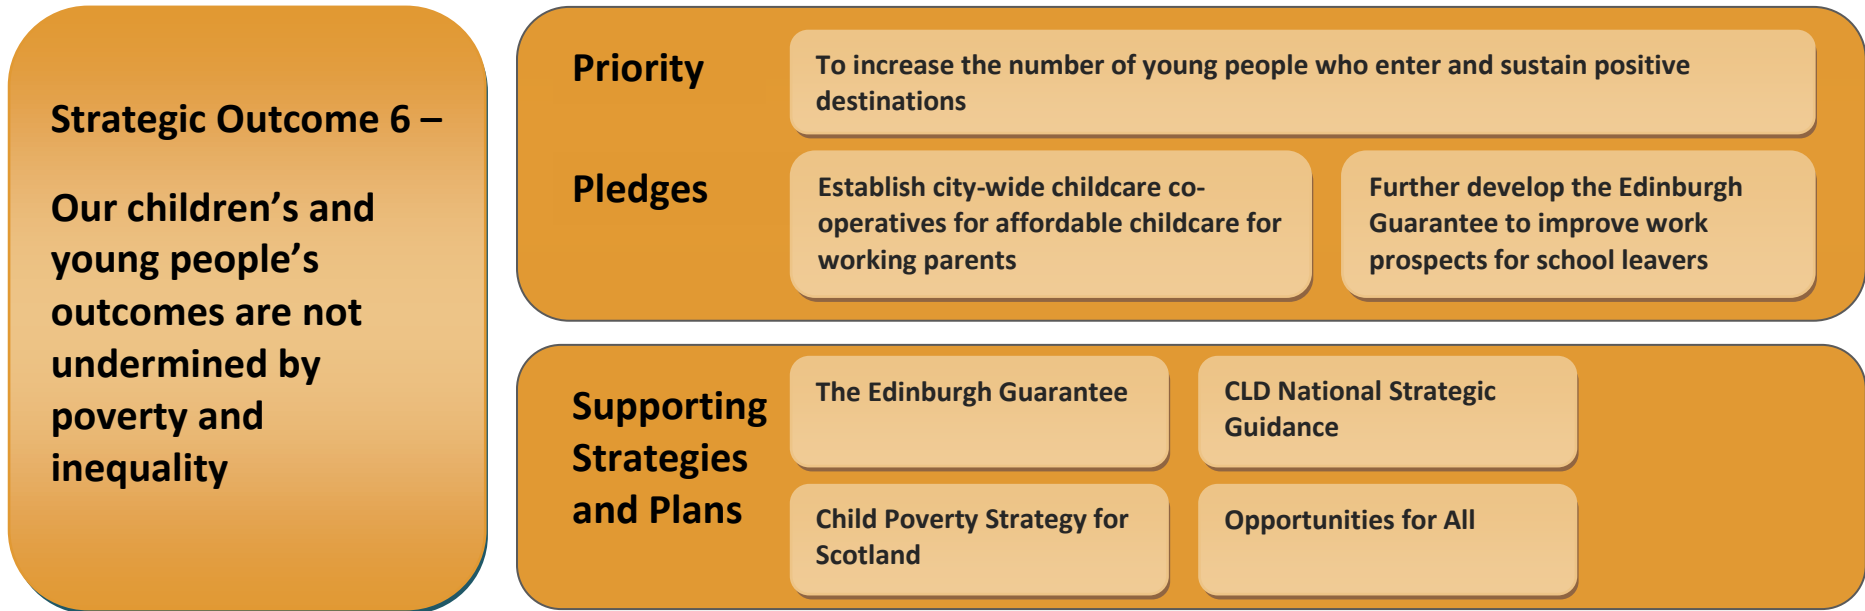 Strategic Outcome 6 –
Our children’s and
young people’s
outcomes are not
undermined by
poverty and
inequality
Priority
To increase the number of young people who enter and sustain positive
destinations
Pledges
Establish city-wide childcare co-
operatives for affordable childcare for
working parents
Further develop the Edinburgh
Guarantee to improve work
prospects for school leavers
Supporting
Strategies
and Plans
The Edinburgh Guarantee
CLD National Strategic
Guidance
Child Poverty Strategy for
Scotland
Opportunities for All